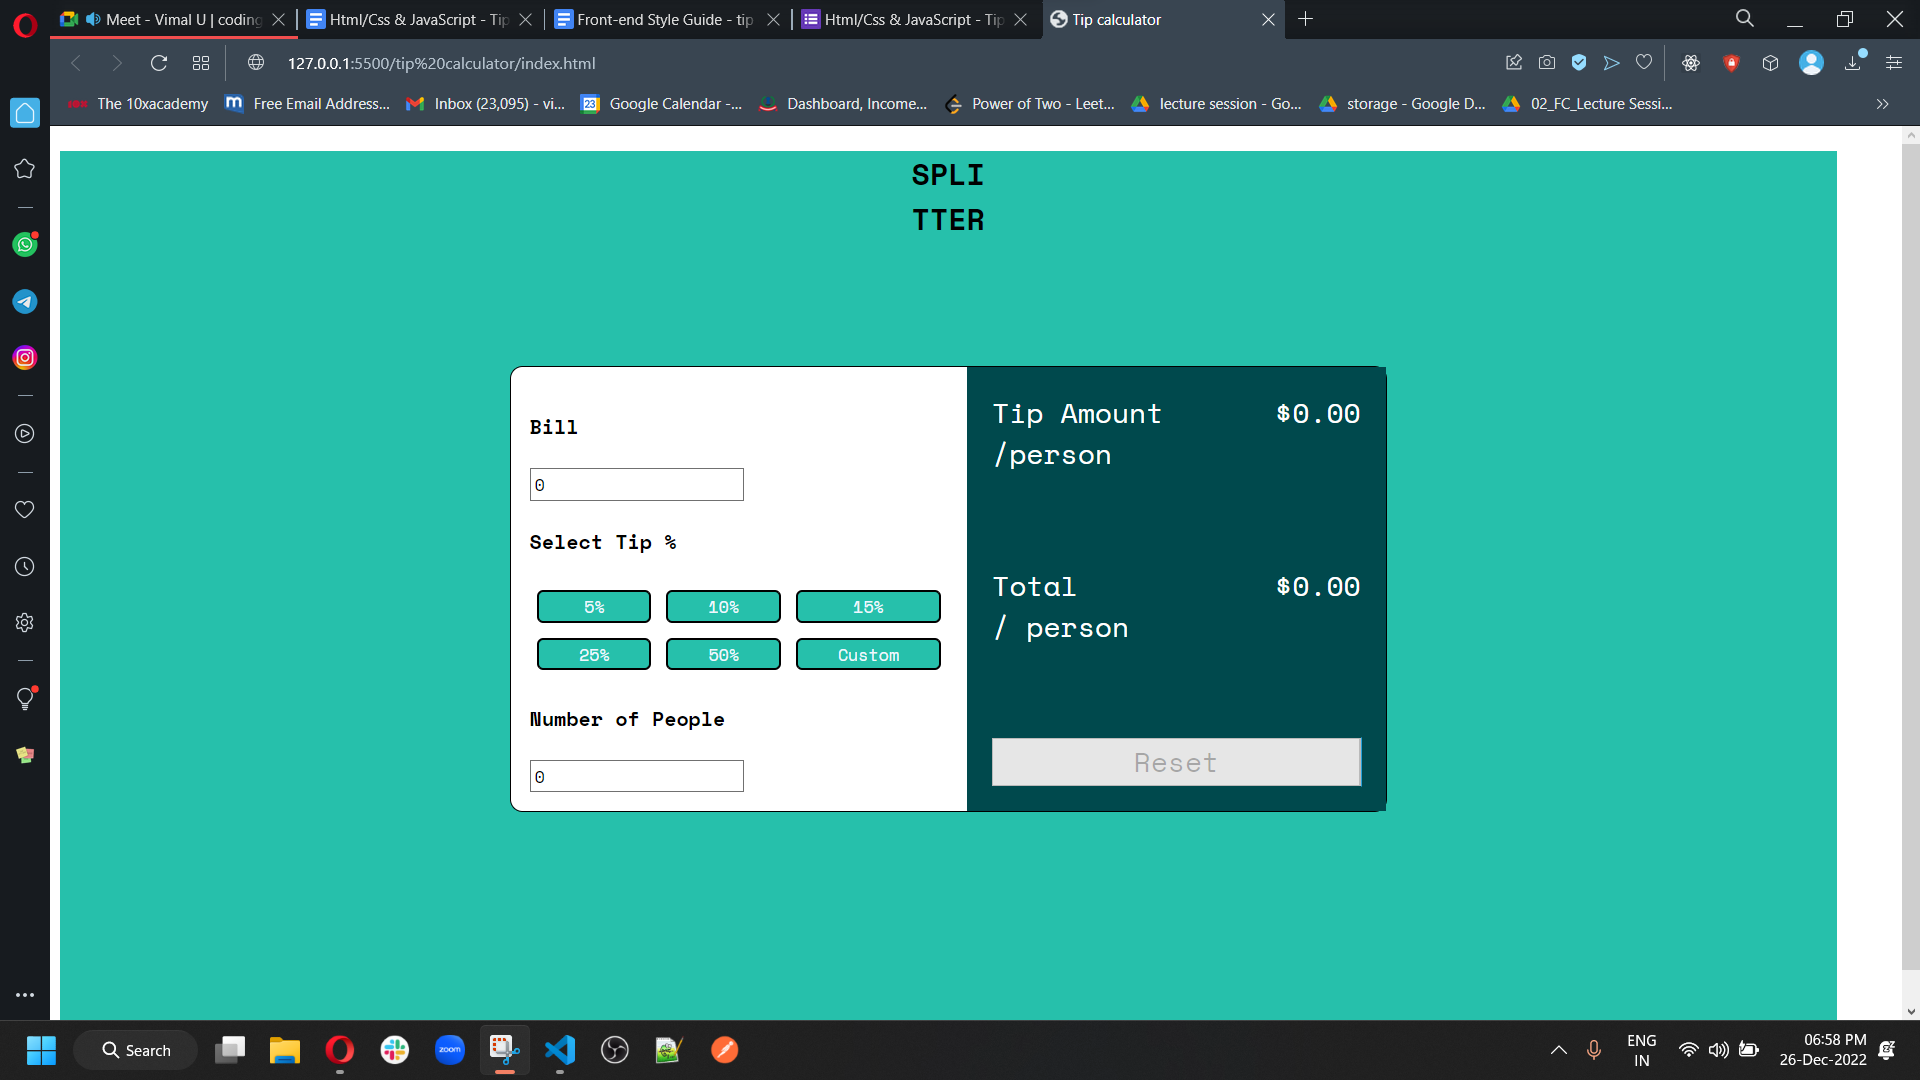 Meet - Vimal U | coding
Html/Css & JavaScript - Tip
Front-end Style Guide - tip
Html/Css & JavaScript - Tip
Tip calculator
127.0.0.1:5500/tip%20calculator/index.html
The 10xacademy
Free Email Address...
Inbox (23,095) - vi...
23
Google Calendar -...
Dashboard, Income...
Power of Two - Leet...
lecture session - Go...
storage - Google D...
02_FC_Lecture Sessi...
SPLI
TTER
Bill
0
Select Tip %
5%
10%
15%
25%
50%
Custom
Number of People
0
Tip Amount
/person
$0.00
Total
/ person
$0.00
Reset
Search
zoom
ENG
IN
06:58 PM
26-Dec-2022